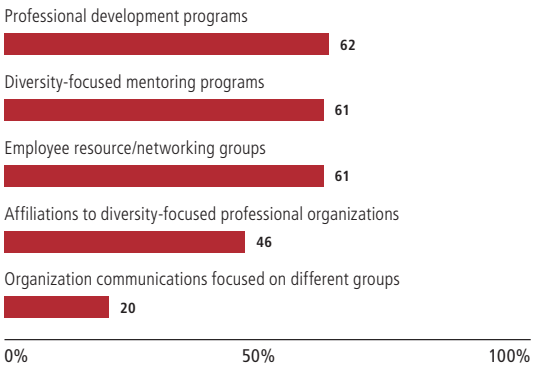 Professional development programs
62
Diversity-focused mentoring programs
61
Employee resource/networking groups
61
Affiliations to diversity-focused professional organizations
46
Organization communications focused on different groups
20
0% 50% 100%